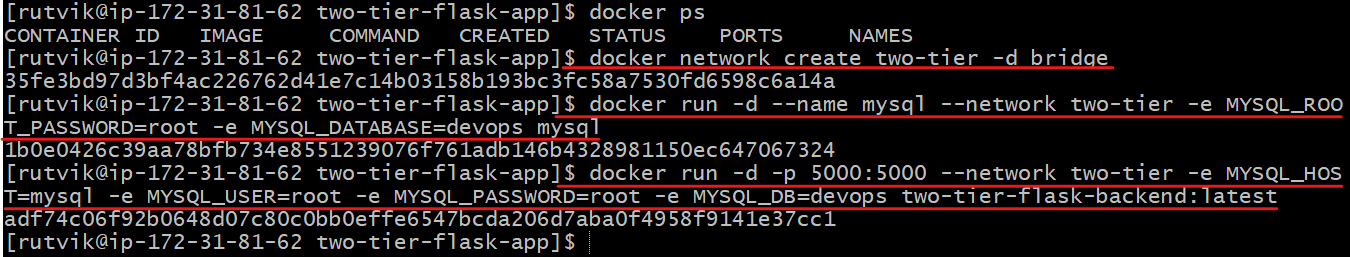 [rutvik@ip-172-31-81-62 two-tier-flask-app]$ docker ps
CONTAINER ID   IMAGE     COMMAND   CREATED   STATUS    PORTS     NAMES
[rutvik@ip-172-31-81-62 two-tier-flask-app]$ docker network create two-tier -d bridge
35fe3bd97d3bf4ac226762d41e7c14b03158b193bc3fc58a7530fd6598c6a14a
[rutvik@ip-172-31-81-62 two-tier-flask-app]$ docker run -d --name mysql --network two-tier -e MYSQL_ROO
T_PASSWORD=root -e MYSQL_DATABASE=devops mysql
1b0e0426c39aa78bfb734e8551239076f761adb146b4328981150ec647067324
[rutvik@ip-172-31-81-62 two-tier-flask-app]$ docker run -d -p 5000:5000 --network two-tier -e MYSQL_HOS
T=mysql -e MYSQL_USER=root -e MYSQL_PASSWORD=root -e MYSQL_DB=devops two-tier-flask-backend:latest
adf74c06f92b0648d07c80c0bb0effe6547bcda206d7aba0f4958f9141e37cc1
[rutvik@ip-172-31-81-62 two-tier-flask-app]$